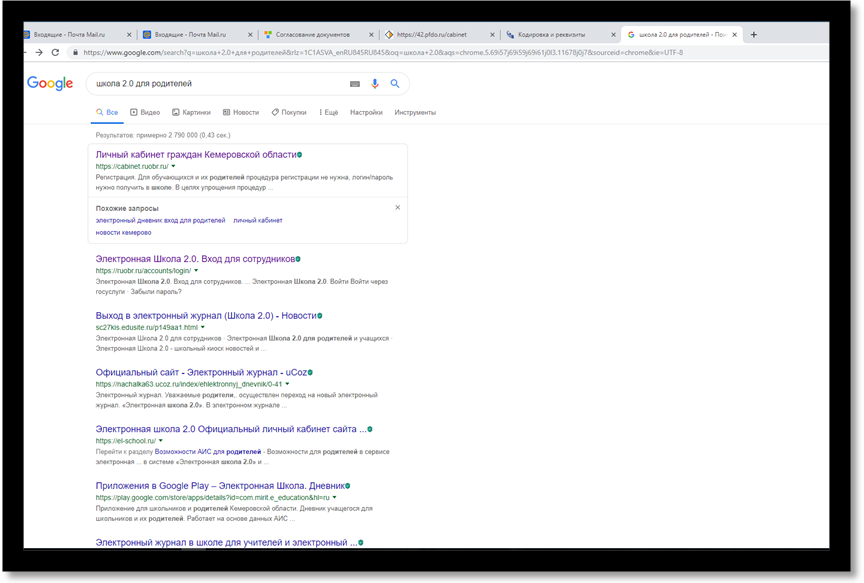 Входящие - Почта Mail.ru
Входящие - Почта Mail.ru
Согласование документов
https://42.pfdo.ru/cabinet
Кодировка и реквизиты
школа 2.0 для родителей - Пои
https://www.google.com/search?q=школа+2.0+для+родителей&rlz=1C1ASVA_enRU845RU845&oq=школа+2.0&aqs=chrome.5.69i57j69i59j69i61j0l3.11678j0j7&sourceid=chrome&ie=UTF-8
Google
школа 2.0 для родителей
Все Видео Картинки Новости Покупки Ещё Настройки Инструменты
Результатов: примерно 2 790 000 (0,43 сек.)
Личный кабинет граждан Кемеровской области
https://cabinet.ruobr.ru/
Регистрация. Для обучающихся и их родителей процедура регистрации не нужна, логин/пароль
нужно получить в школе. В целях упрощения процедур ...
Похожие запросы
электронный дневник вход для родителей личный кабинет
новости кемерово
Электронная Школа 2.0. Вход для сотрудников
https://ruobr.ru/accounts/login/
Электронная Школа 2.0. Вход для сотрудников. ... Электронная Школа 2.0. Войти Войти через
госуслуги · Забыли пароль?
Выход в электронный журнал (Школа 2.0) - Новости
sc27kis.edusite.ru/p149aa1.html
Электронная Школа 2.0 для сотрудников · Электронная Школа 2.0 для родителей и учащихся ·
Электронная Школа 2.0 - школьный киоск новостей и ...
Официальный сайт - Электронный журнал - uCoz
https://nachalka63.ucoz.ru/index/ehlektronnyj_dnevnik/0-41
Электронный журнал. Уважаемые родители, осуществлен переход на новый электронный
журнал. «Электронная школа 2.0». В электронном журнале ...
Электронная школа 2.0 Официальный личный кабинет сайта ...
https://el-school.ru/
Перейти к разделу Возможности АИС для родителей - Возможности для родителей в сервисе
электронная ... в системе «Электронная школа 2.0» и ...
Приложения в Google Play – Электронная Школа. Дневник
https://play.google.com/store/apps/details?id=com.mirit.e_education&hl=ru
Приложение для школьников и родителей Кемеровской области. Дневник учащегося для
школьников и их родителей. Работает на основе данных АИС ...
Электронный журнал в школе для учителей и электронный ...